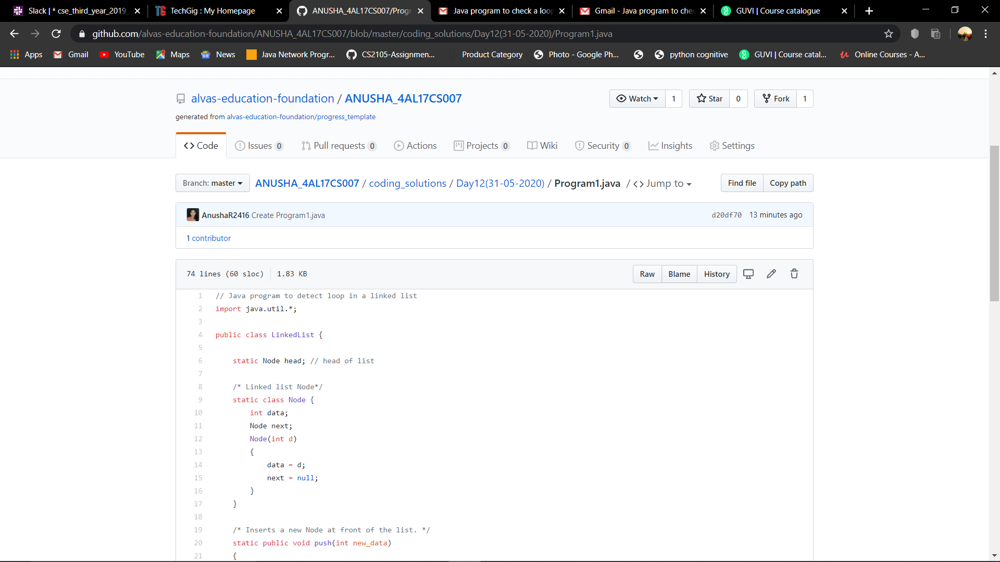 Slack | * cse_third_year_2019_
TechGig : My Homepage
ANUSHA_4AL17CS007/Progr
Java program to check a loo
Gmail - Java program to che
GUVI | Course catalogue
github.com/alvas-education-foundation/ANUSHA_4AL17CS007/blob/master/coding_solutions/Day12(31-05-2020)/Program1.java
Apps Gmail YouTube Maps News Java Network Progr... CS2105-Assignmen... Product Category Photo - Google Ph... python cognitive GUVI | Course catal... Online Courses - A...
alvas-education-foundation / ANUSHA_4AL17CS007
Watch 1 Star 0 Fork 1
generated from alvas-education-foundation/progress_template
Code Issues 0 Pull requests 0 Actions Projects 0 Wiki Security 0 Insights Settings
Branch: master ANUSHA_4AL17CS007 / coding_solutions / Day12(31-05-2020) / Program1.java / <> Jump to Find file Copy path
AnushaR2416 Create Program1.java d20df70 13 minutes ago
1 contributor
74 lines (60 sloc) 1.83 KB Raw Blame History
1 // Java program to detect loop in a linked list
2 import java.util.*;
3
4 public class LinkedList {
5
6 static Node head; // head of list
7
8 /* Linked list Node*/
9 static class Node {
10 int data;
11 Node next;
12 Node(int d)
13 {
14 data = d;
15 next = null;
16 }
17 }
18
19 /* Inserts a new Node at front of the list. */
20 static public void push(int new_data)
21 {